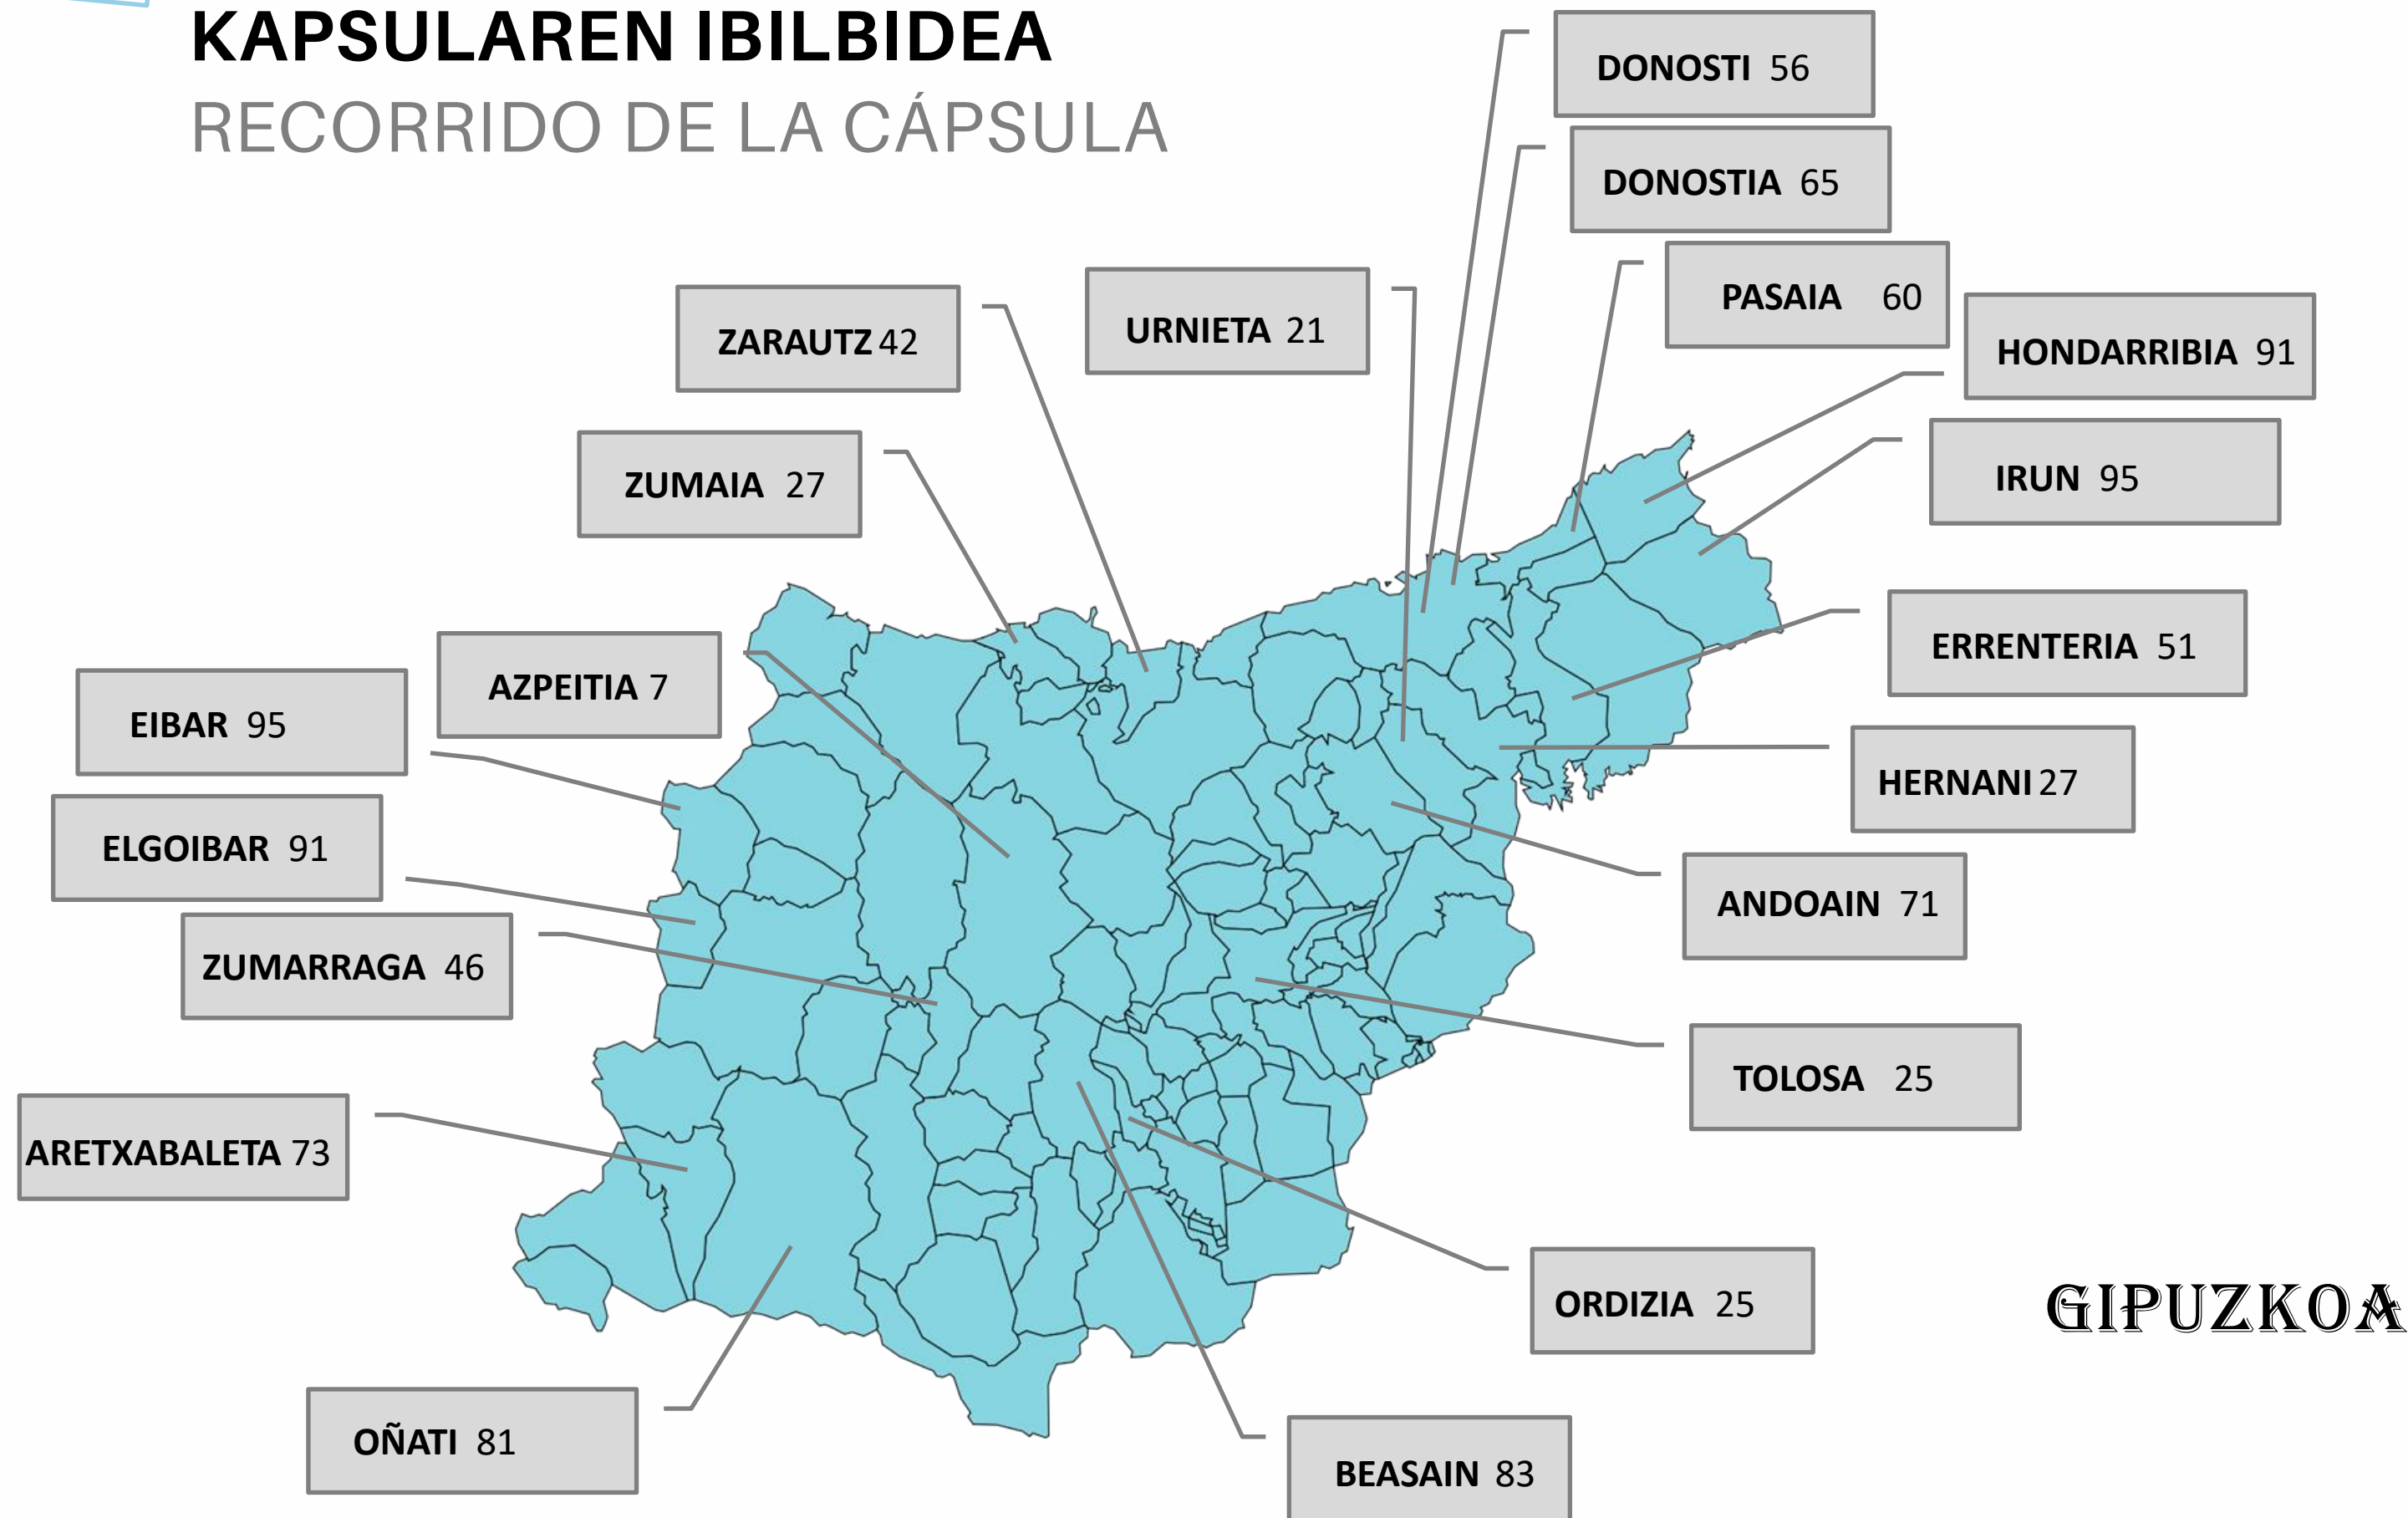 KAPSULAREN IBILBIDEA
RECORRIDO DE LA CÁPSULA
DONOSTI 56
DONOSTIA 65
PASAIA 60
URNIETA 21
ZARAUTZ 42
HONDARRIBIA 91
ZUMAIA 27
IRUN 95
ERRENTERIA 51
AZPEITIA 7
EIBAR 95
HERNANI 27
ELGOIBAR 91
ANDOAIN 71
ZUMARRAGA 46
TOLOSA 25
ARETXABALETA 73
ORDIZIA 25
GIPUZKOA
OÑATI 81
BEASAIN 83